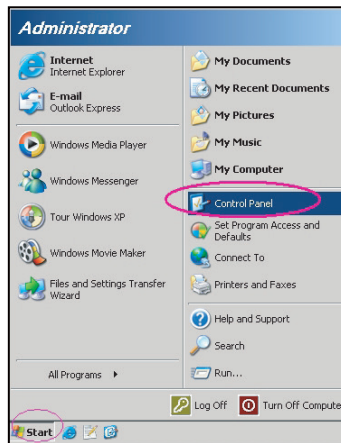 Administrator
Internet
Internet Explorer
E-mail
Outlook Express
Windows Media Player
Windows Messenger
Tour Windows XP
Windows Movie Maker
Files and Settings Transfer
Wizard
All Programs
My Documents
My Recent Documents
My Pictures
My Music
My Computer
Control Panel
Set Program Access and
Defaults
Connect To
Printers and Faxes
Help and Support
Search
Run...
Log Off
Turn Off Compute
Start